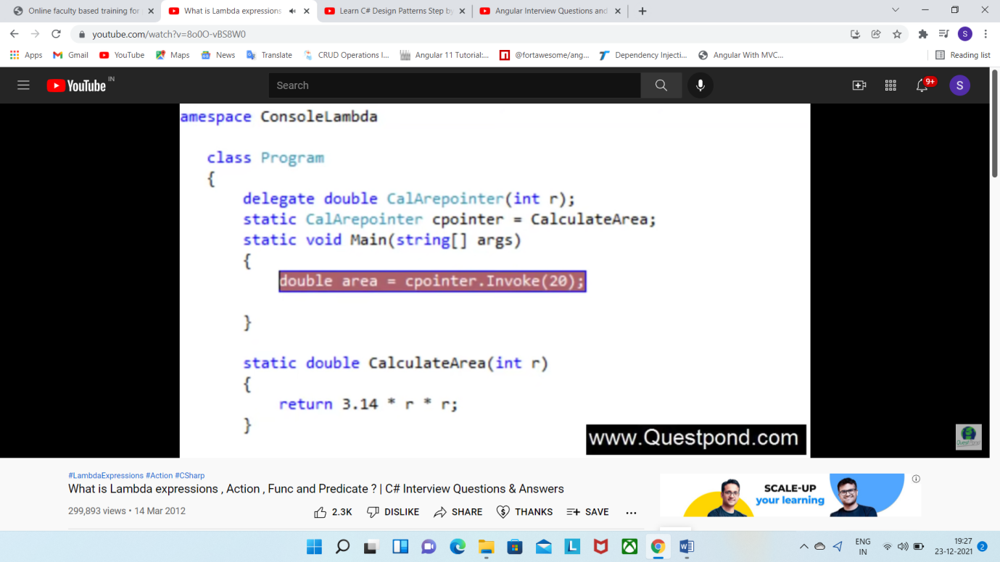 Online faculty based training for
What is Lambda expressions
Learn C# Design Patterns Step by
Angular Interview Questions and
youtube.com/watch?v=8o0O-vBS8W0
S
Apps
Gmail
YouTube
Maps
News
Translate
CRUD Operations I...
Angular 11 Tutorial:...
@fortawesome/ang...
Dependency Injecti...
Angular With MVC...
Reading list
YouTube IN
Search
9+
S
amespace ConsoleLambda
class Program
{
delegate double CalArepointer(int r);
static CalArepointer cpointer = CalculateArea;
static void Main(string[] args)
{
double area = cpointer.Invoke(20);
}
static double CalculateArea(int r)
{
return 3.14 * r * r;
}
www.Questpond.com
#LambdaExpressions #Action #CSharp
What is Lambda expressions , Action , Func and Predicate ? | C# Interview Questions & Answers
299,893 views • 14 Mar 2012
2.3K
DISLIKE
SHARE
THANKS
SAVE
SCALE-UP
your learning
ENG
IN
19:27
23-12-2021
2